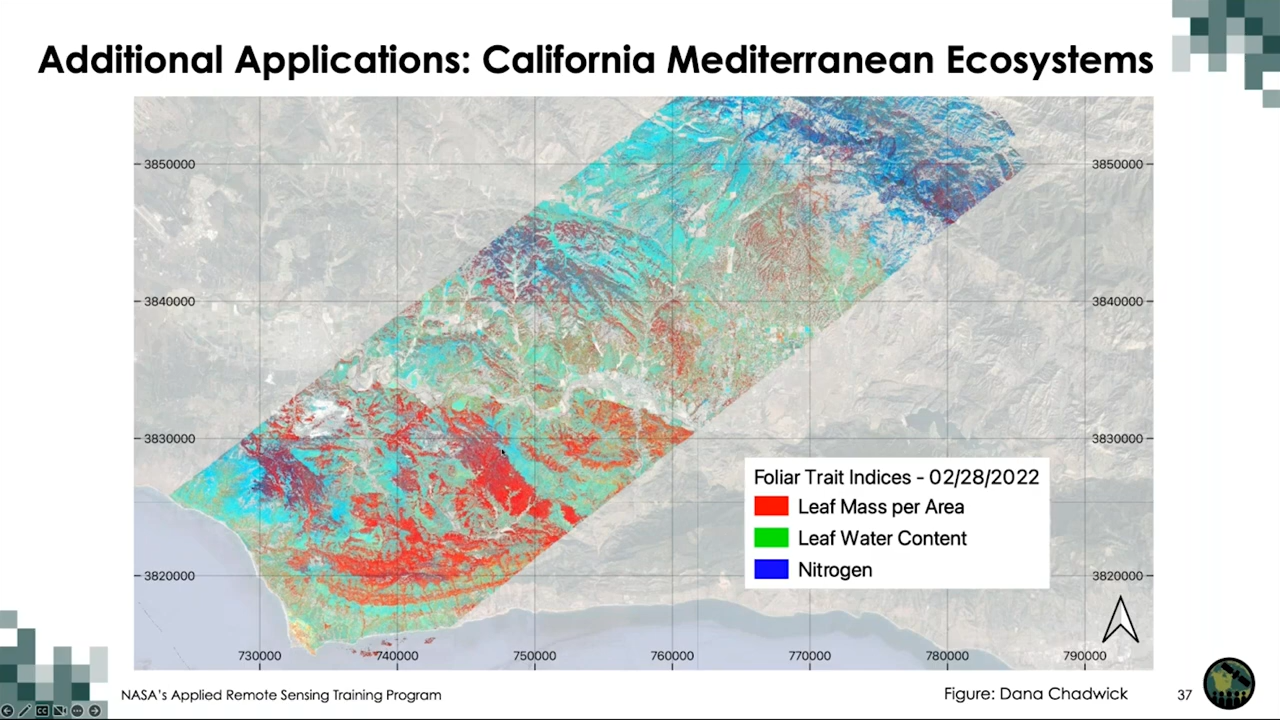 Additional Applications: California Mediterranean Ecosystems
3850000
3850000
3840000
3840000
3830000
3830000
Foliar Trait Indices - 02/28/2022
Leaf Mass per Area
Leaf Water Content
Nitrogen
3820000
3820000
730000
740000
750000
760000
770000
780000
790000
NASA's Applied Remote Sensing Training Program
Figure: Dana Chadwick
37